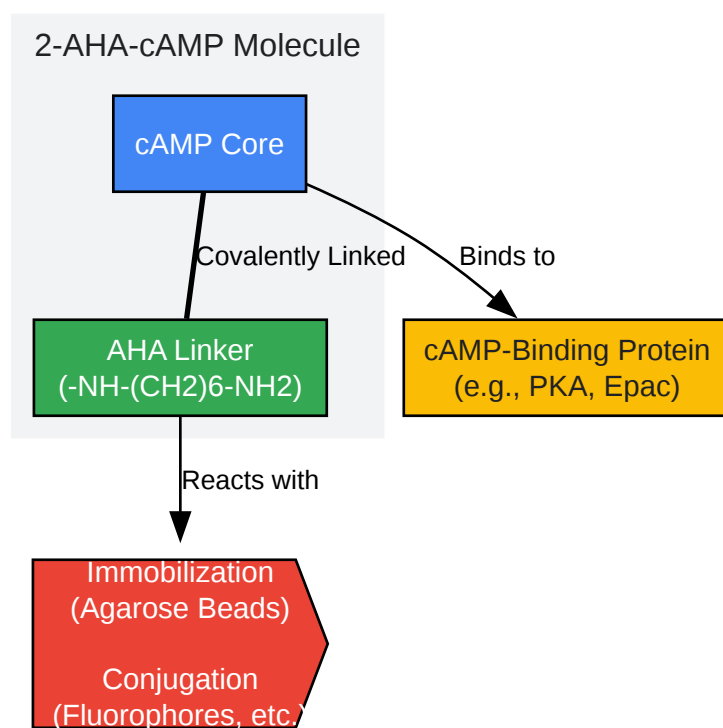 2-AHA-cAMP Molecule
cAMP Core
Covalently Linked
Binds to
AHA Linker
(-NH-(CH2)6-NH2)
cAMP-Binding Protein
(e.g., PKA, Epac)
Reacts with
Immobilization
(Agarose Beads)
Conjugation
(Fluorophores, etc.)